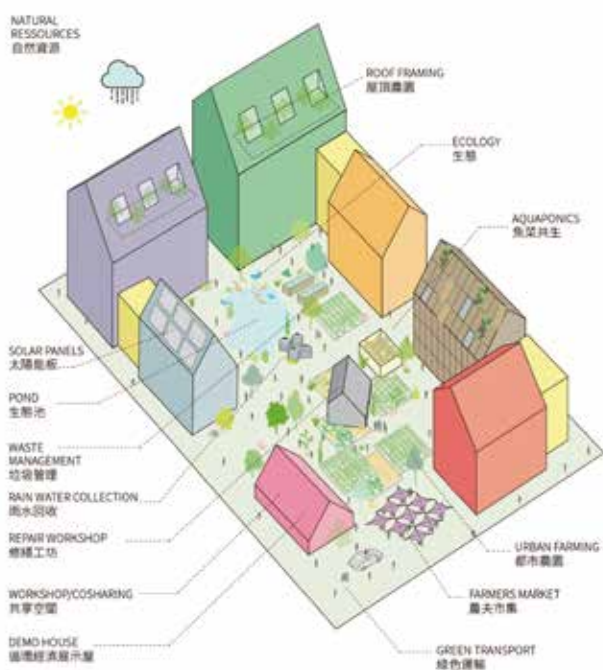 NATURAL
RESSOURCES
自然資源
ROOF FRAMING
屋頂農園
ECOLOGY
生態
AQUAPONICS
魚菜共生
SOLAR PANELS
太陽能板
POND
生態池
WASTE
MANAGEMENT
垃圾管理
RAIN WATER COLLECTION
雨水回收
REPAIR WORKSHOP
修繕工坊
WORKSHOP/COSHARING
共享空間
DEMO HOUSE
循環經濟展示屋
URBAN FARMING
都市農園
FARMERS MARKET
農夫市集
GREEN TRANSPORT
綠色運輸